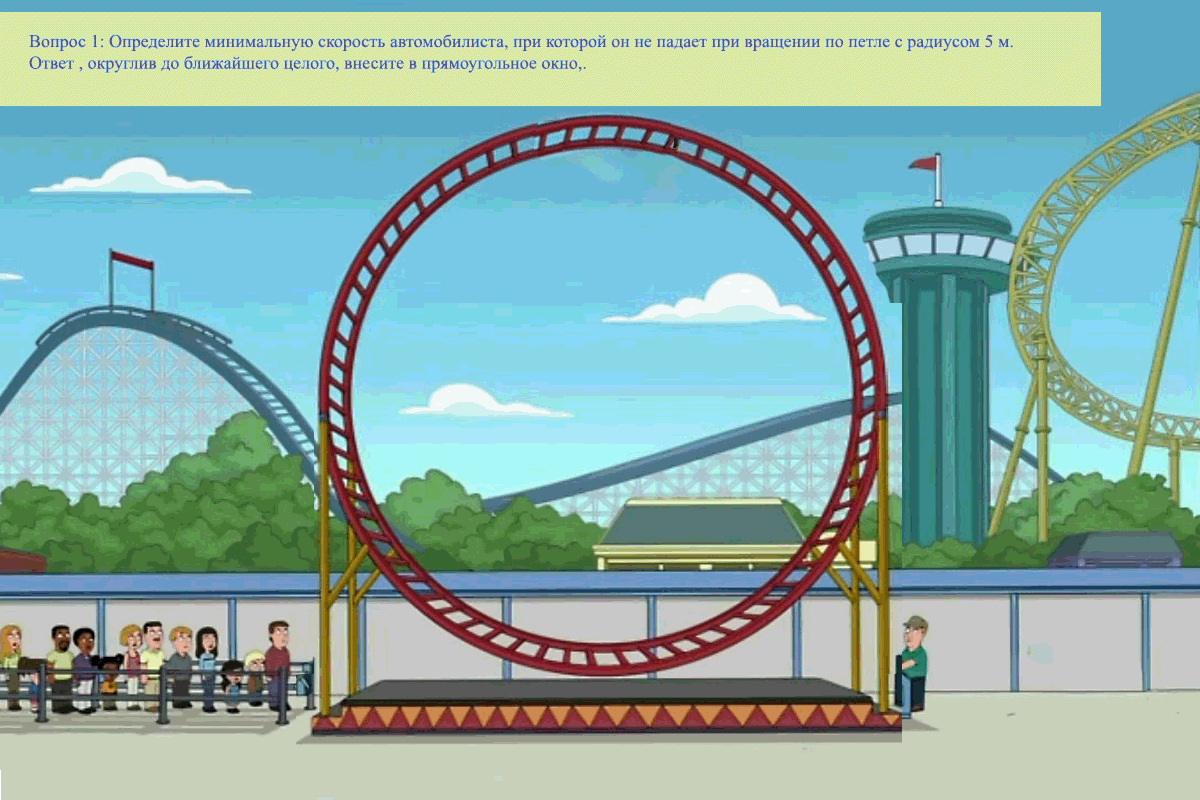 Вопрос 1: Определите минимальную скорость автомобилиста, при которой он не падает при вращении по петле с радиусом 5 м.
Ответ , округлив до ближайшего целого, внесите в прямоугольное окно,.